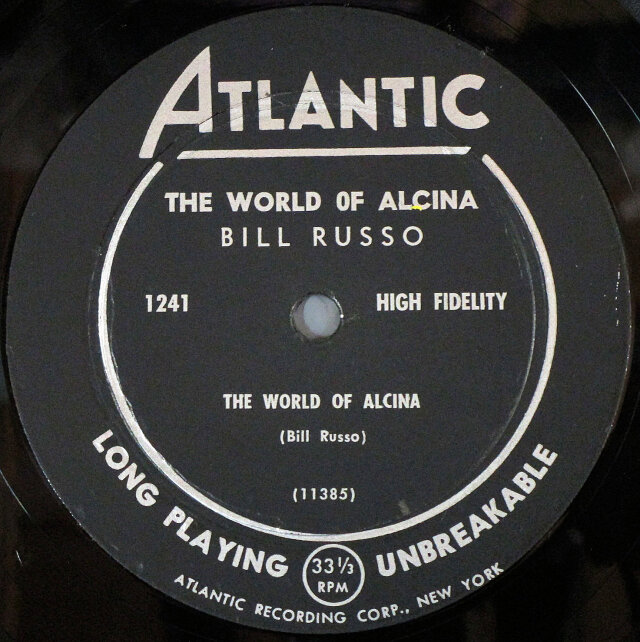 ATLANTIC
THE WORLD OF ALCINA
BILL RUSSO
1241 HIGH FIDELITY
THE WORLD OF ALCINA
(Bill Russo)
(11385)
LONG PLAYING 33 1/3 RPM UNBREAKABLE
ATLANTIC RECORDING CORP., NEW YORK